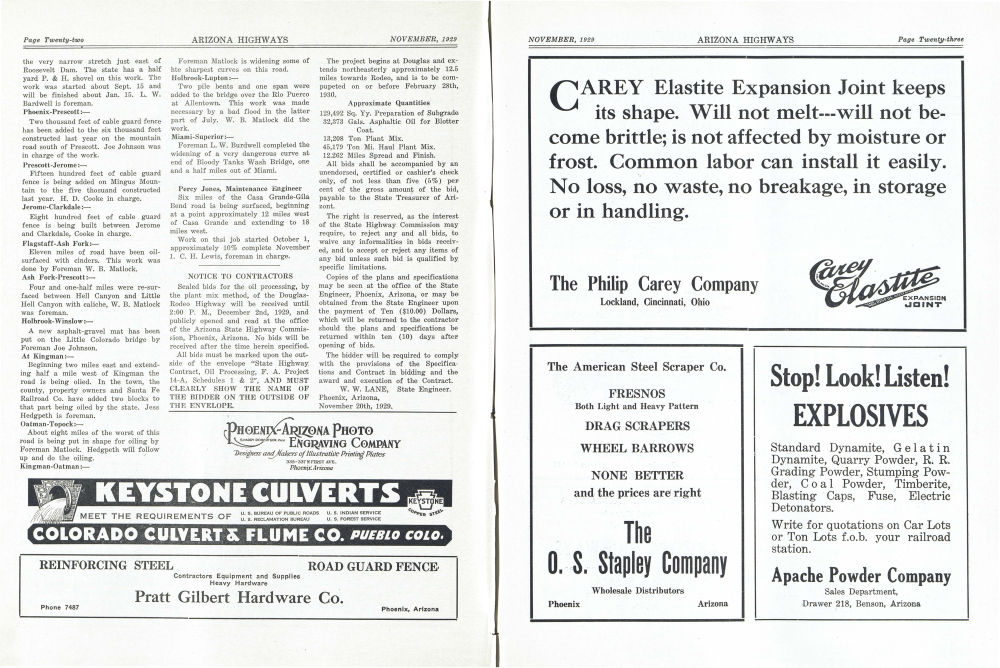 Page Twenty-two
ARIZONA HIGHWAYS
NOVEMBER, 1929
the very narrow stretch just east of
Roosevelt Dam. The state has a half
yard P. & H. shovel on this work. The
work was started about Sept. 15 and
will be finished about Jan. 15. L. W.
Bardwell is foreman.
Phoenix-Prescott:—
Two thousand feet of cable guard fence
has been added to the six thousand feet
constructed last year on the mountain
road south of Prescott. Joe Johnson was
in charge of the work.
Prescott-Jerome:—
Fifteen hundred feet of cable guard
fence is being added on Mingus Moun-
tain to the five thousand constructed
last year. H. D. Cooke in charge.
Jerome-Clarkdale:—
Eight hundred feet of cable guard
fence is being built between Jerome
and Clarkdale, Cooke in charge.
Flagstaff-Ash Fork:—
Eleven miles of road have been oil-
surfaced with cinders. This work was
done by Foreman W. B. Matlock.
Ash Fork-Prescott:—
Four and one-half miles were re-sur-
faced between Hell Canyon and Little
Hell Canyon with caliche, W. B. Matlock
was foreman.
Holbrook-Winslow:—
A new asphalt-gravel mat has been
put on the Little Colorado bridge by
Foreman Joe Johnson.
At Kingman:—
Beginning two miles east and extend-
ing half a mile west of Kingman the
road is being oiled. In the town, the
county, property owners and Santa Fe
Railroad Co. have added two blocks to
that part being oiled by the state. Jess
Hedgpeth is foreman.
Oatman-Topock:—
About eight miles of the worst of this
road is being put in shape for oiling by
Foreman Matlock. Hedgpeth will follow
up and do the oiling.
Kingman-Oatman:—
Foreman Matlock is widening some of
hte sharpest curves on this road.
Holbrook-Lupton:—
Two pile bents and one span were
added to the bridge over the Rio Puerco
at Allentown. This work was made
necessary by a bad flood in the latter
part of July. W. B. Matlock did the
work.
Miami-Superior:—
Foreman L. W. Burdwell completed the
widening of a very dangerous curve at
end of Bloody Tanks Wash Bridge, one
and a half miles out of Miami.
Percy Jones, Maintenance Engineer
Six miles of the Casa Grande-Gila
Bend road is being surfaced, beginning
at a point approximately 12 miles west
of Casa Grande and extending to 18
miles west.
Work on thai job started October 1,
approximately 10% complete November
1. C. H. Lewis, foreman in charge.
NOTICE TO CONTRACTORS
Sealed bids for the oil processing, by
the plant mix method, of the Douglas-
Rodeo Highway will be received until
2:00 P. M., December 2nd, 1929, and
publicly opened and read at the office
of the Arizona State Highway Commis-
sion, Phoenix, Arizona. No bids will be
received after the time herein specified.
All bids must be marked upon the out-
side of the envelope "State Highway
Contract, Oil Processing, F. A. Project
14-A, Schedules 1 & 2", AND MUST
CLEARLY SHOW THE NAME OF
THE BIDDER ON THE OUTSIDE OF
THE ENVELOPE.
The project begins at Douglas and ex-
tends northeasterly approximately 12.5
miles towards Rodeo, and is to be com-
pupeted on or before February 28th,
1930.
Approximate Quantities
129,492 Sq. Yy. Preparation of Subgrade
32,373 Gals. Asphaltic Oil for Blotter
Coat.
13,208 Ton Plant Mix.
45,179 Ton Mi. Haul Plant Mix.
12.262 Miles Spread and Finish.
All bids shall be accompanied by an
unendorsed, certified or cashier's check
only, of not less than five (5%) per
cent of the gross amount of the bid,
payable to the State Treasurer of Ari-
zont.
The right is reserved, as the interest
of the State Highway Commission may
require, to reject any and all bids, to
waive any informalities in bids receiv-
ed, and to accept or reject any items of
any bid unless such bid is qualified by
specific limitations.
Copies of the plans and specifications
may be seen at the office of the State
Engineer, Phoenix, Arizona, or may be
obtained from the State Engineer upon
the payment of Ten ($10.00) Dollars,
which will be returned to the contractor
should the plans and specifications be
returned within ten (10) days after
opening of bids.
The bidder will be required to comply
with the provisions of the Specifica-
tions and Contract in bidding and the
award and execution of the Contract.
W. W. LANE, State Engineer.
Phoenix, Arizona,
November 20th, 1929.
PHOENIX-ARIZONA PHOTO
ENGRAVING COMPANY
Designers and Makers of Illustrative Printing Plates
Phoenix, Arizona
KEYSTONE CULVERTS
KEYSTONE
COPPER STEEL
MEET THE REQUIREMENTS OF
U. S. BUREAU OF PUBLIC ROADS U. S. INDIAN SERVICE
U. S. RECLAMATION BUREAU U. S. FOREST SERVICE
COLORADO CULVERT & FLUME CO. PUEBLO COLO.
REINFORCING STEEL
ROAD GUARD FENCE
Contractors Equipment and Supplies
Heavy Hardware
Pratt Gilbert Hardware Co.
Phone 7487
Phoenix, Arizona
NOVEMBER, 1929
ARIZONA HIGHWAYS
Page Twenty-three
CAREY Elastite Expansion Joint keeps
its shape. Will not melt---will not be-
come brittle; is not affected by moisture or
frost. Common labor can install it easily.
No loss, no waste, no breakage, in storage
or in handling.
The Philip Carey Company
Lockland, Cincinnati, Ohio
Carey
Elastite
EXPANSION
JOINT
The American Steel Scraper Co.
FRESNOS
Both Light and Heavy Pattern
DRAG SCRAPERS
WHEEL BARROWS
NONE BETTER
and the prices are right
The
O. S. Stapley Company
Wholesale Distributors
Phoenix
Arizona
Stop! Look! Listen!
EXPLOSIVES
Standard Dynamite, Gelatin
Dynamite, Quarry Powder, R. R.
Grading Powder, Stumping Pow-
der, Coal Powder, Timberite,
Blasting Caps, Fuse, Electric
Detonators.
Write for quotations on Car Lots
or Ton Lots f.o.b. your railroad
station.
Apache Powder Company
Sales Department,
Drawer 218, Benson, Arizona